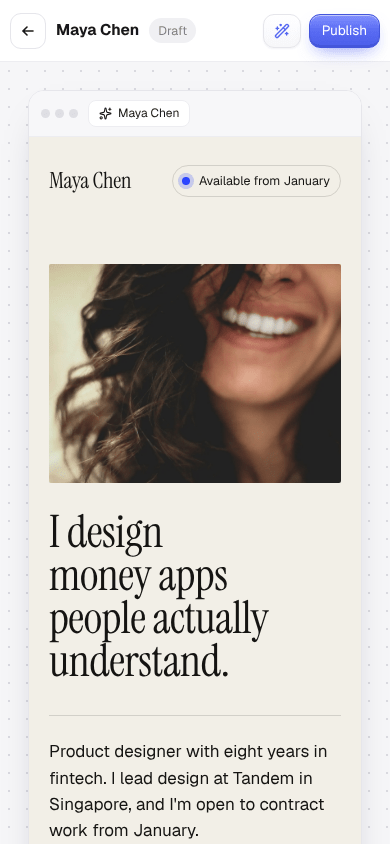 Maya Chen
Draft
Publish
Maya Chen
Maya Chen
Available from January
I design
money apps
people actually
understand.
Product designer with eight years in
fintech. I lead design at Tandem in
Singapore, and I'm open to contract
work from January.